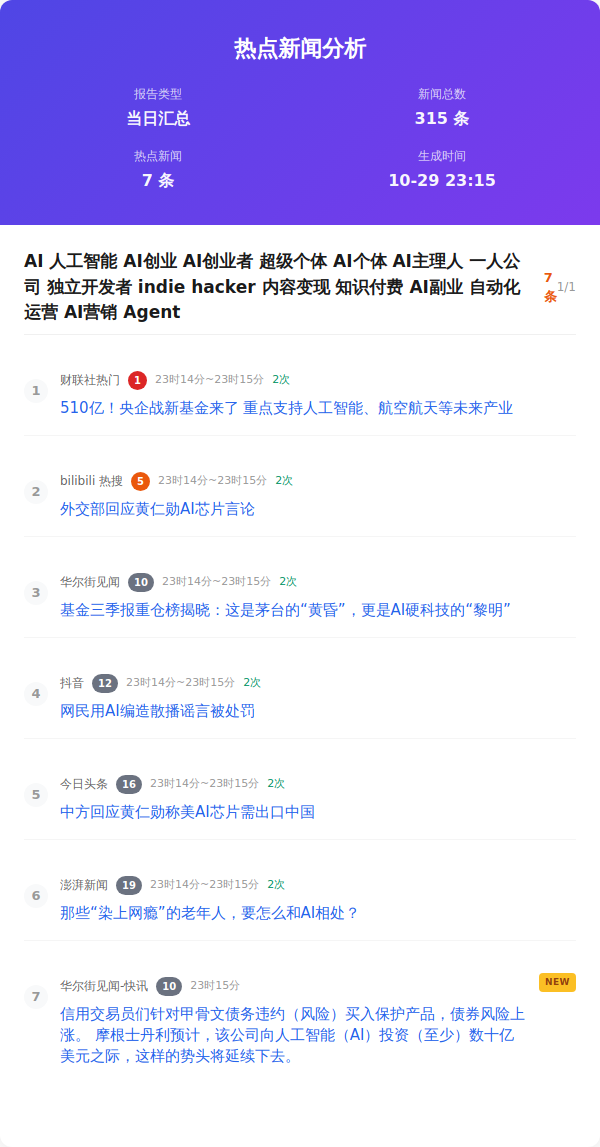 热点新闻分析
报告类型
新闻总数
当日汇总
315 条
热点新闻
生成时间
7 条
10-29 23:15
AI 人工智能 AI创业 AI创业者 超级个体 AI个体 AI主理人 一人公
司 独立开发者 indie hacker 内容变现 知识付费 AI副业 自动化
运营 AI营销 Agent
7
条
1/1
1
财联社热门 1 23时14分~23时15分 2次
510亿！央企战新基金来了 重点支持人工智能、航空航天等未来产业
2
bilibili 热搜 5 23时14分~23时15分 2次
外交部回应黄仁勋AI芯片言论
3
华尔街见闻 10 23时14分~23时15分 2次
基金三季报重仓榜揭晓：这是茅台的“黄昏”，更是AI硬科技的“黎明”
4
抖音 12 23时14分~23时15分 2次
网民用AI编造散播谣言被处罚
5
今日头条 16 23时14分~23时15分 2次
中方回应黄仁勋称美AI芯片需出口中国
6
澎湃新闻 19 23时14分~23时15分 2次
那些“染上网瘾”的老年人，要怎么和AI相处？
7
华尔街见闻-快讯 10 23时15分
NEW
信用交易员们针对甲骨文债务违约（风险）买入保护产品，债券风险上
涨。 摩根士丹利预计，该公司向人工智能（AI）投资（至少）数十亿
美元之际，这样的势头将延续下去。